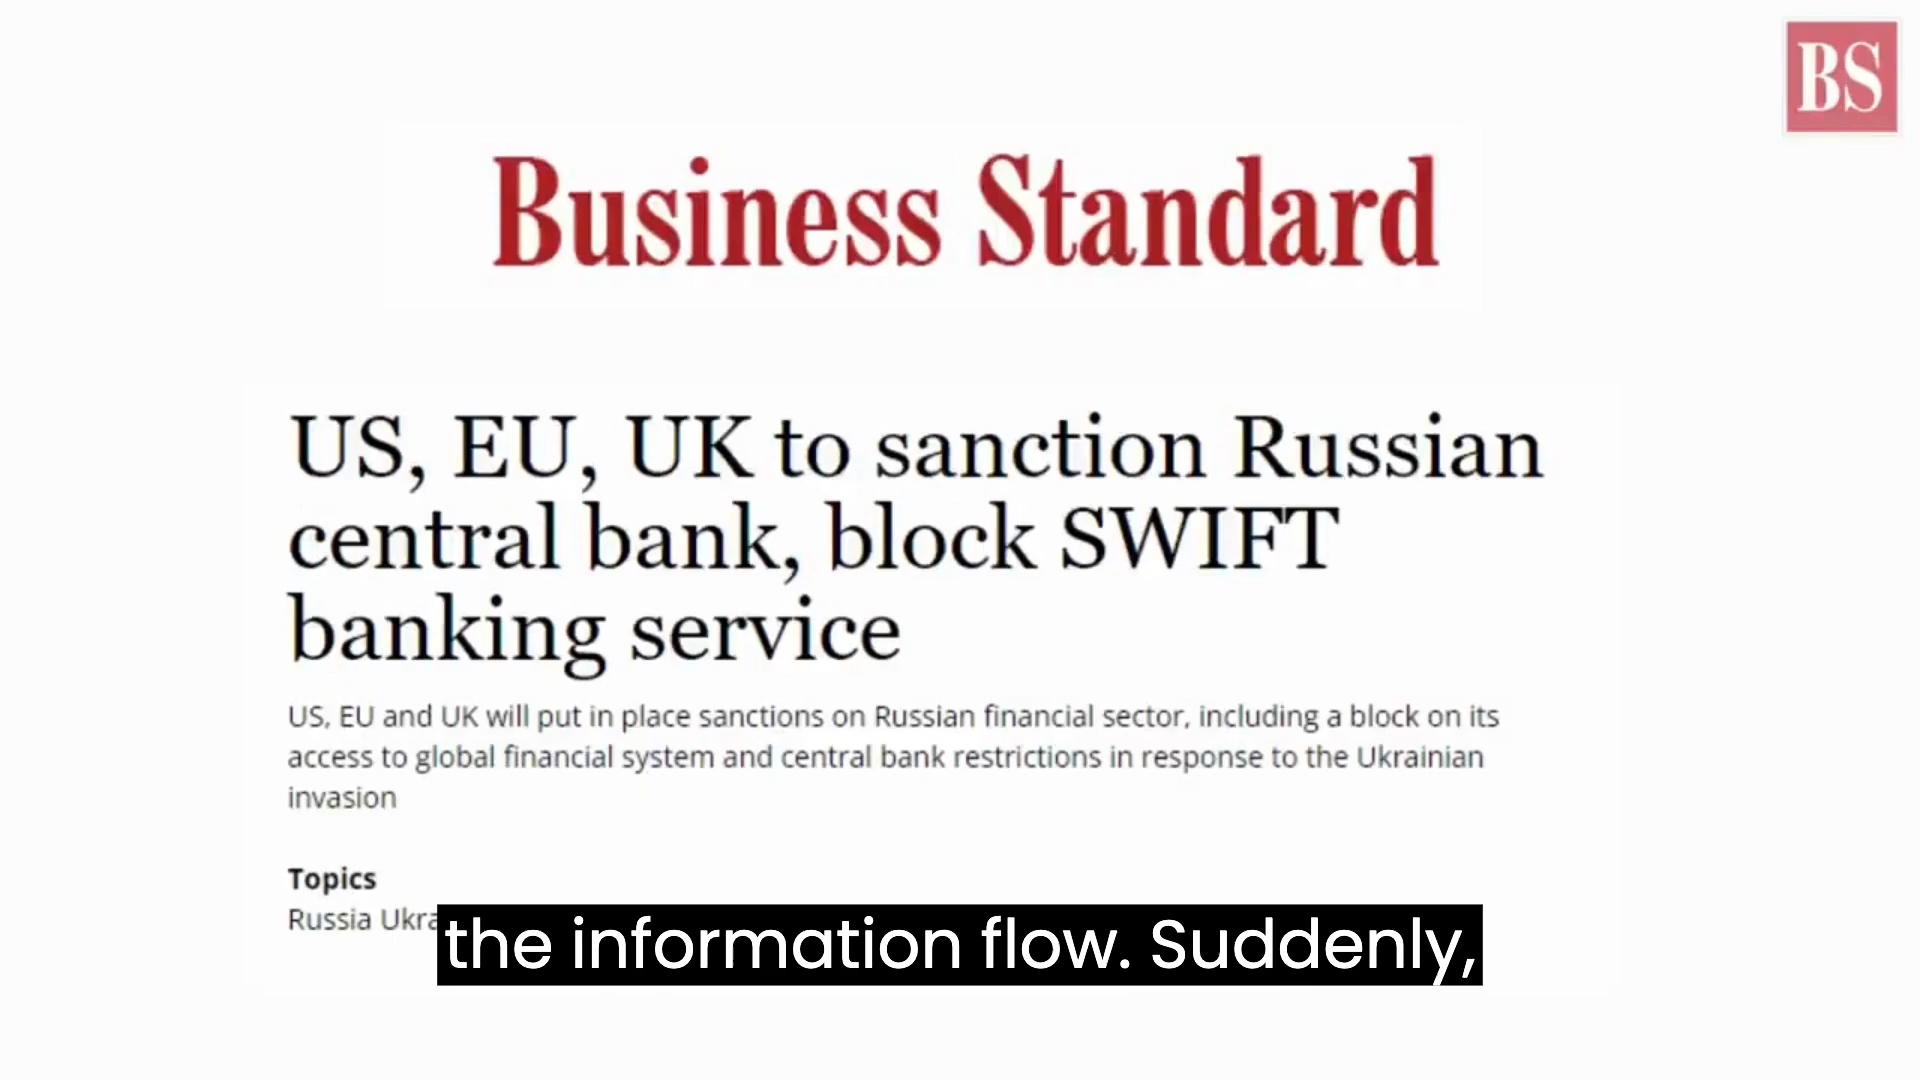 BS
Business Standard
US, EU, UK to sanction Russian
central bank, block SWIFT
banking service
US, EU and UK will put in place sanctions on Russian financial sector, including a block on its
access to global financial system and central bank restrictions in response to the Ukrainian
invasion
Topics
Russia
the information flow. Suddenly,